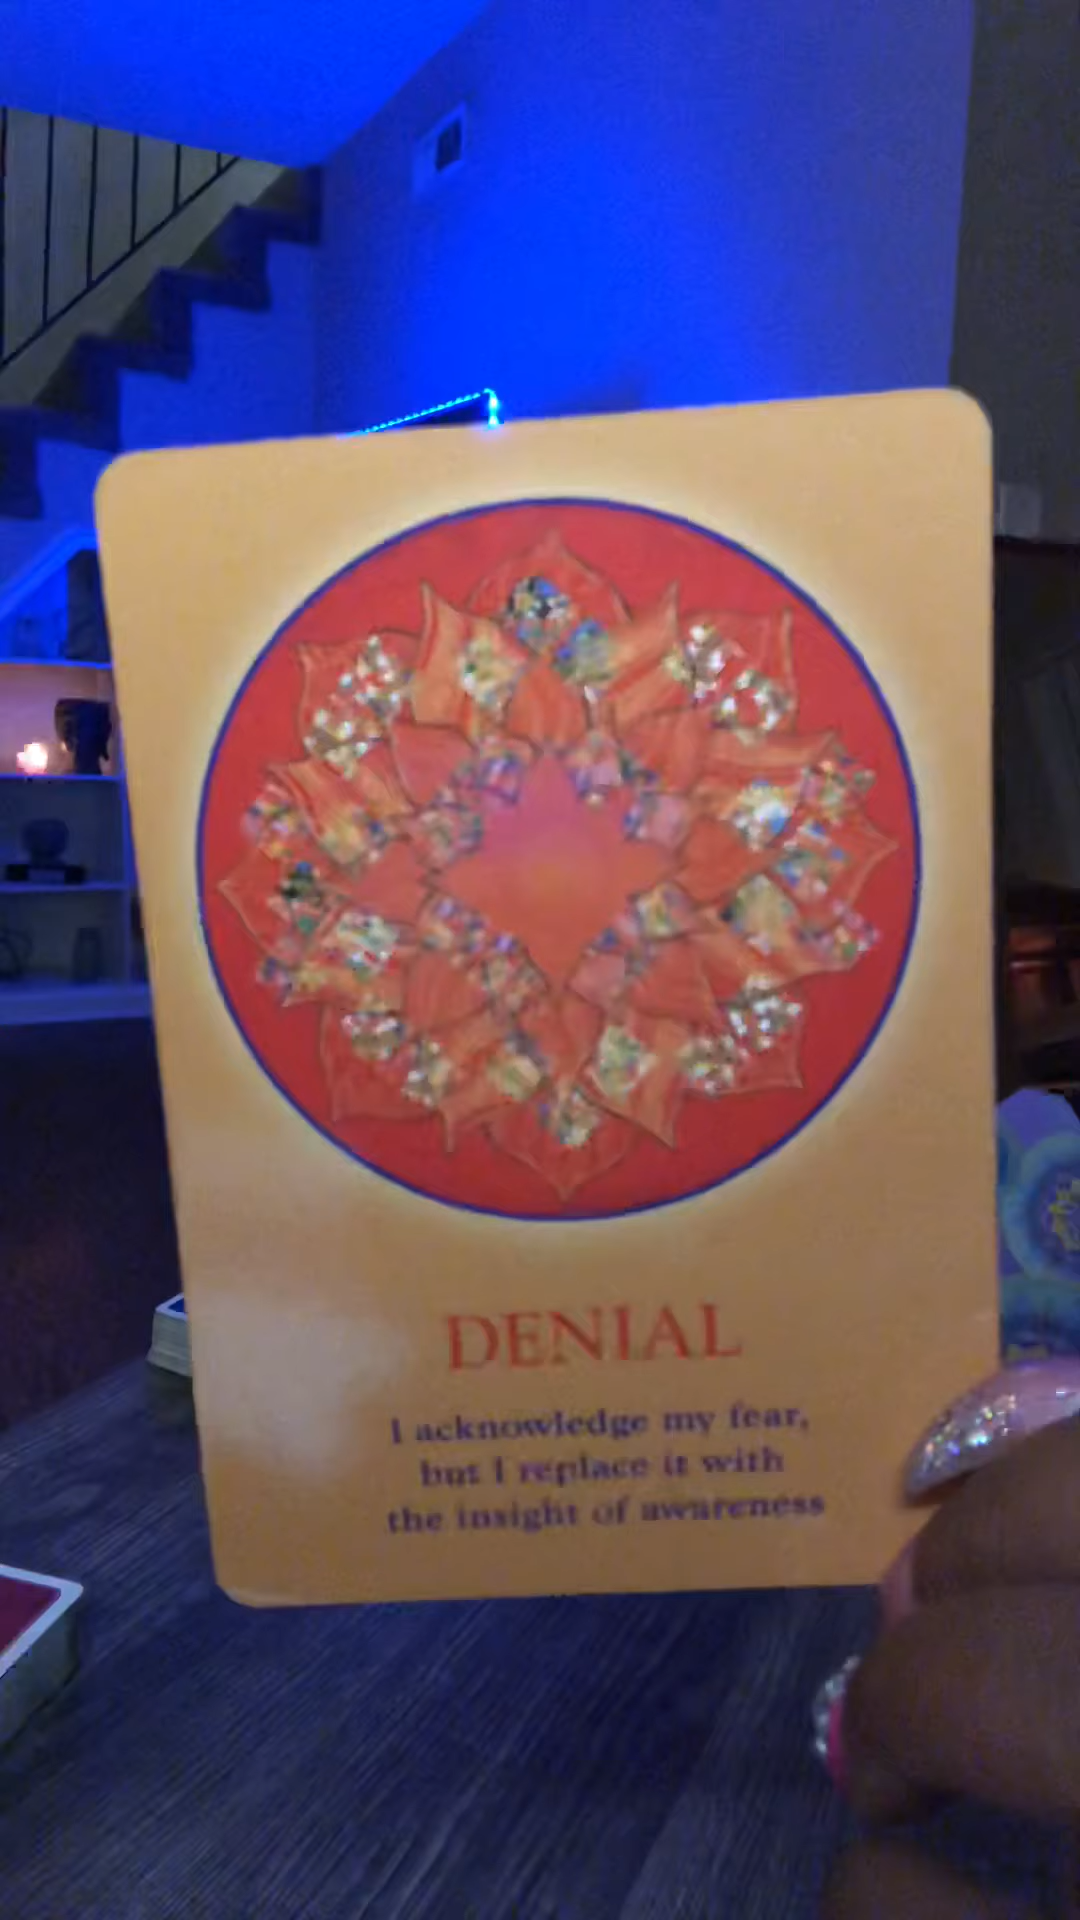 DENIAL
I acknowledge my fear,
but I replace it with
the insight of awareness